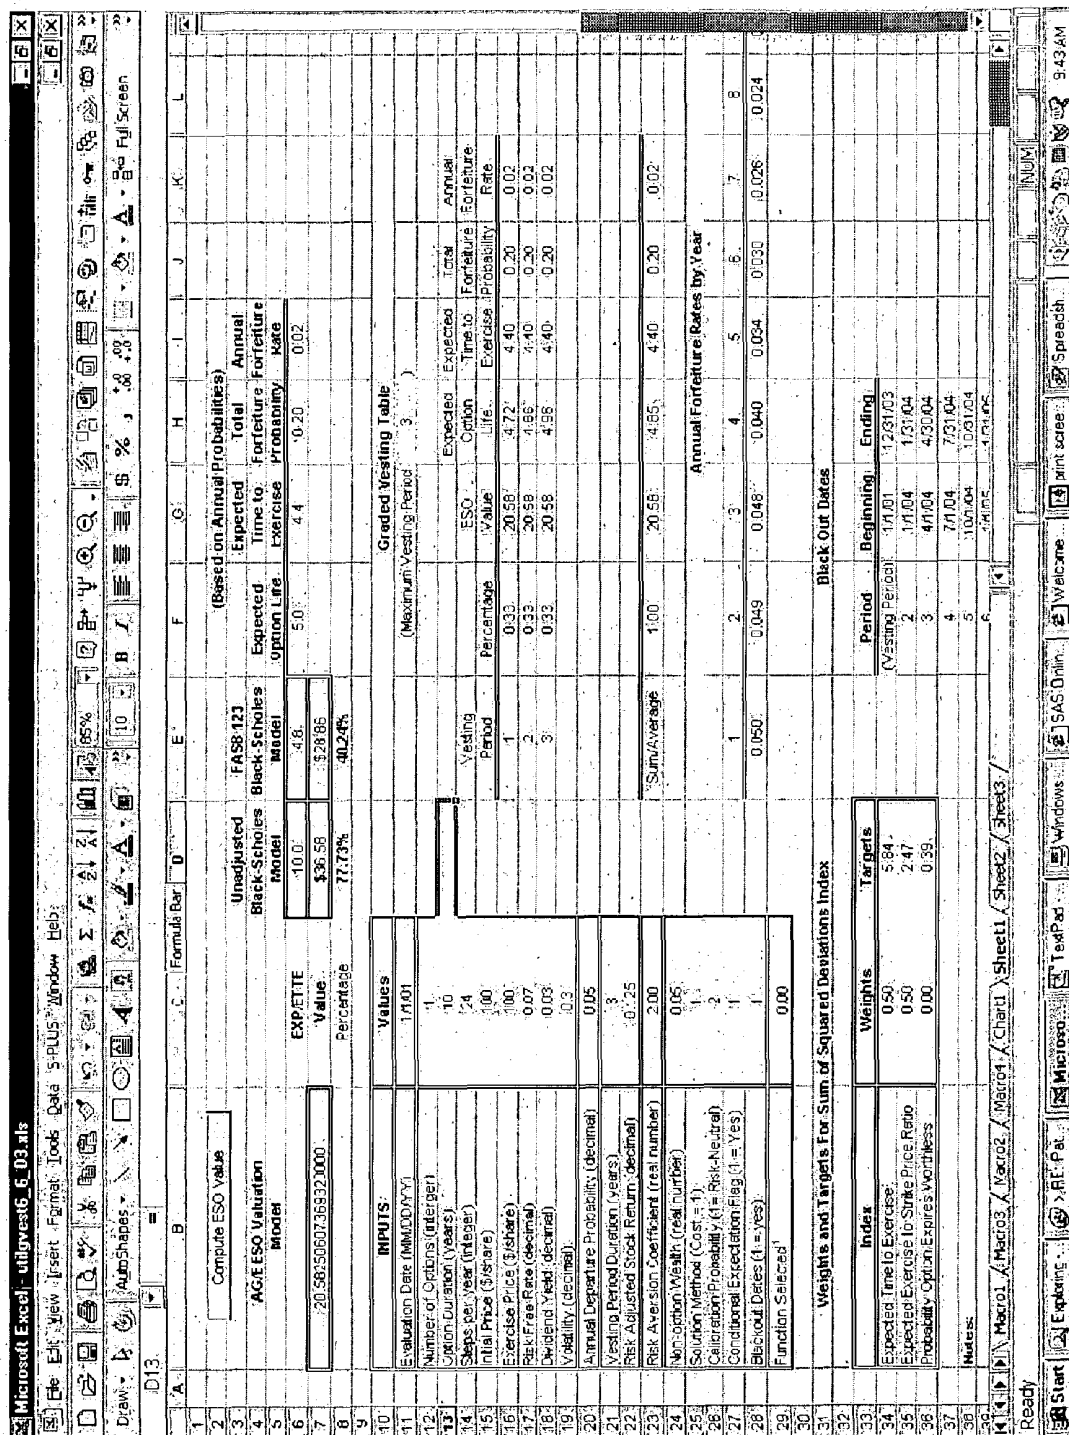 Microsoft Excel - utilgvest6_6_03.xls
File Edit View Insert Format Tools Data S-PLUS Window Help
85%
Draw AutoShapes 10 B I $ % Full Screen
D13 = Formula Bar
A B C D E F G H I J K L
Compute ESO Value
(Based on Annual Probabilities)
AG/E ESO Valuation Model
Unadjusted Black-Scholes Model
FASB 123 Black-Scholes Model
Expected Option Life
Expected Time to Exercise
Total Forfeiture Probability
Annual Forfeiture Rate
EXP/ETTE 10.0 4.8 5.0 4.4 0.20 0.02
20.5825060736932000 Value $36.58 $28.86
Percentage 77.73% 40.24%
INPUTS Values
Evaluation Date (MM/DD/YY) 1/1/01
Number of Options (interger) 1
Option Duration (years) 10
Steps per year (integer) 24
Initial Price ($/share) 100
Exercise Price ($/share) 100
Risk Free Rate (decimal) 0.07
Dividend Yield (decimal) 0.03
Volatility (decimal) 0.3
Annual Departure Probability (decimal) 0.05
Vesting Period Duration (years) 3
Risk Adjusted Stock Return (decimal) 0.125
Risk Aversion Coefficient (real number) 2.00
Non-option Wealth (real number) 0.05
Solution Method (Cost = 1) 1
Calibration Probability (1 = Risk-Neutral) 2
Conditional Expectation Flag (1 = Yes) 1
Blackout Dates (1 = yes) 1
Function Selected 0.00
Graded Vesting Table
(Maximum Vesting Period 3 )
Vesting Period
Percentage
ESO Value
Expected Option Life
Expected Time to Exercise
Total Forfeiture Probability
Annual Forfeiture Rate
1 0.33 20.58 4.72 4.40 0.20 0.02
2 0.33 20.58 4.86 4.40 0.20 0.02
3 0.33 20.58 4.96 4.40 0.20 0.02
Sum/Average 1.00 20.58 4.85 4.40 0.20 0.02
Annual Forfeiture Rates by Year
1 2 3 4 5 6 7 8
0.050 0.049 0.048 0.040 0.034 0.030 0.026 0.024
Weights and Targets For Sum of Squared Deviations Index
Index Weights Targets
Expected Time to Exercise 0.50 5.84
Expected Exercise to Strike Price Ratio 0.50 2.47
Probability Option Expires Worthless 0.00 0.39
Notes:
Black Out Dates
Period Beginning Ending
(Vesting Period) 1/1/01 12/31/03
2 1/1/04 1/31/04
3 4/1/04 4/30/04
4 7/1/04 7/31/04
5 10/1/04 10/31/04
Macro1 Macro3 Macro2 Macro4 Chart1 Sheet1 Sheet2 Sheet3
Ready NUM
Start Exploring RE: Pat... Microso... TextPad Windows SAS Onlin... Welcome print scree... Spreadsh... 9:43 AM